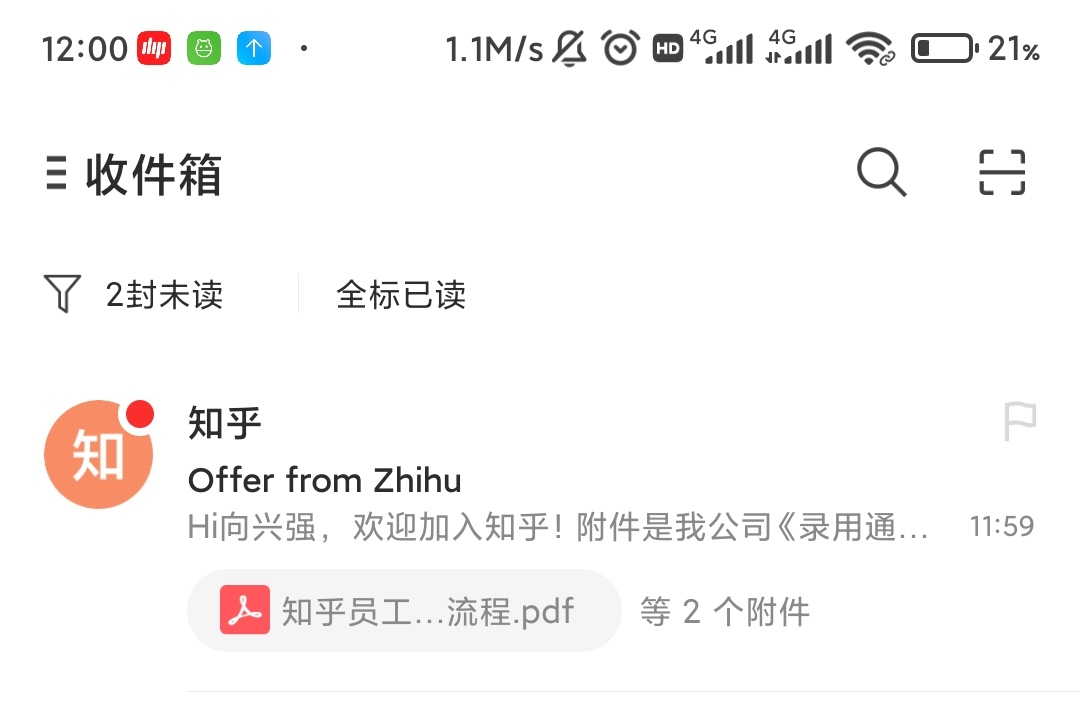 12:00 1.1M/s HD 4G 4G 21%
收件箱
2封未读 全标已读
知 知乎
Offer from Zhihu
Hi向兴强，欢迎加入知乎！附件是我公司《录用通... 11:59
知乎员工...流程.pdf 等 2 个附件